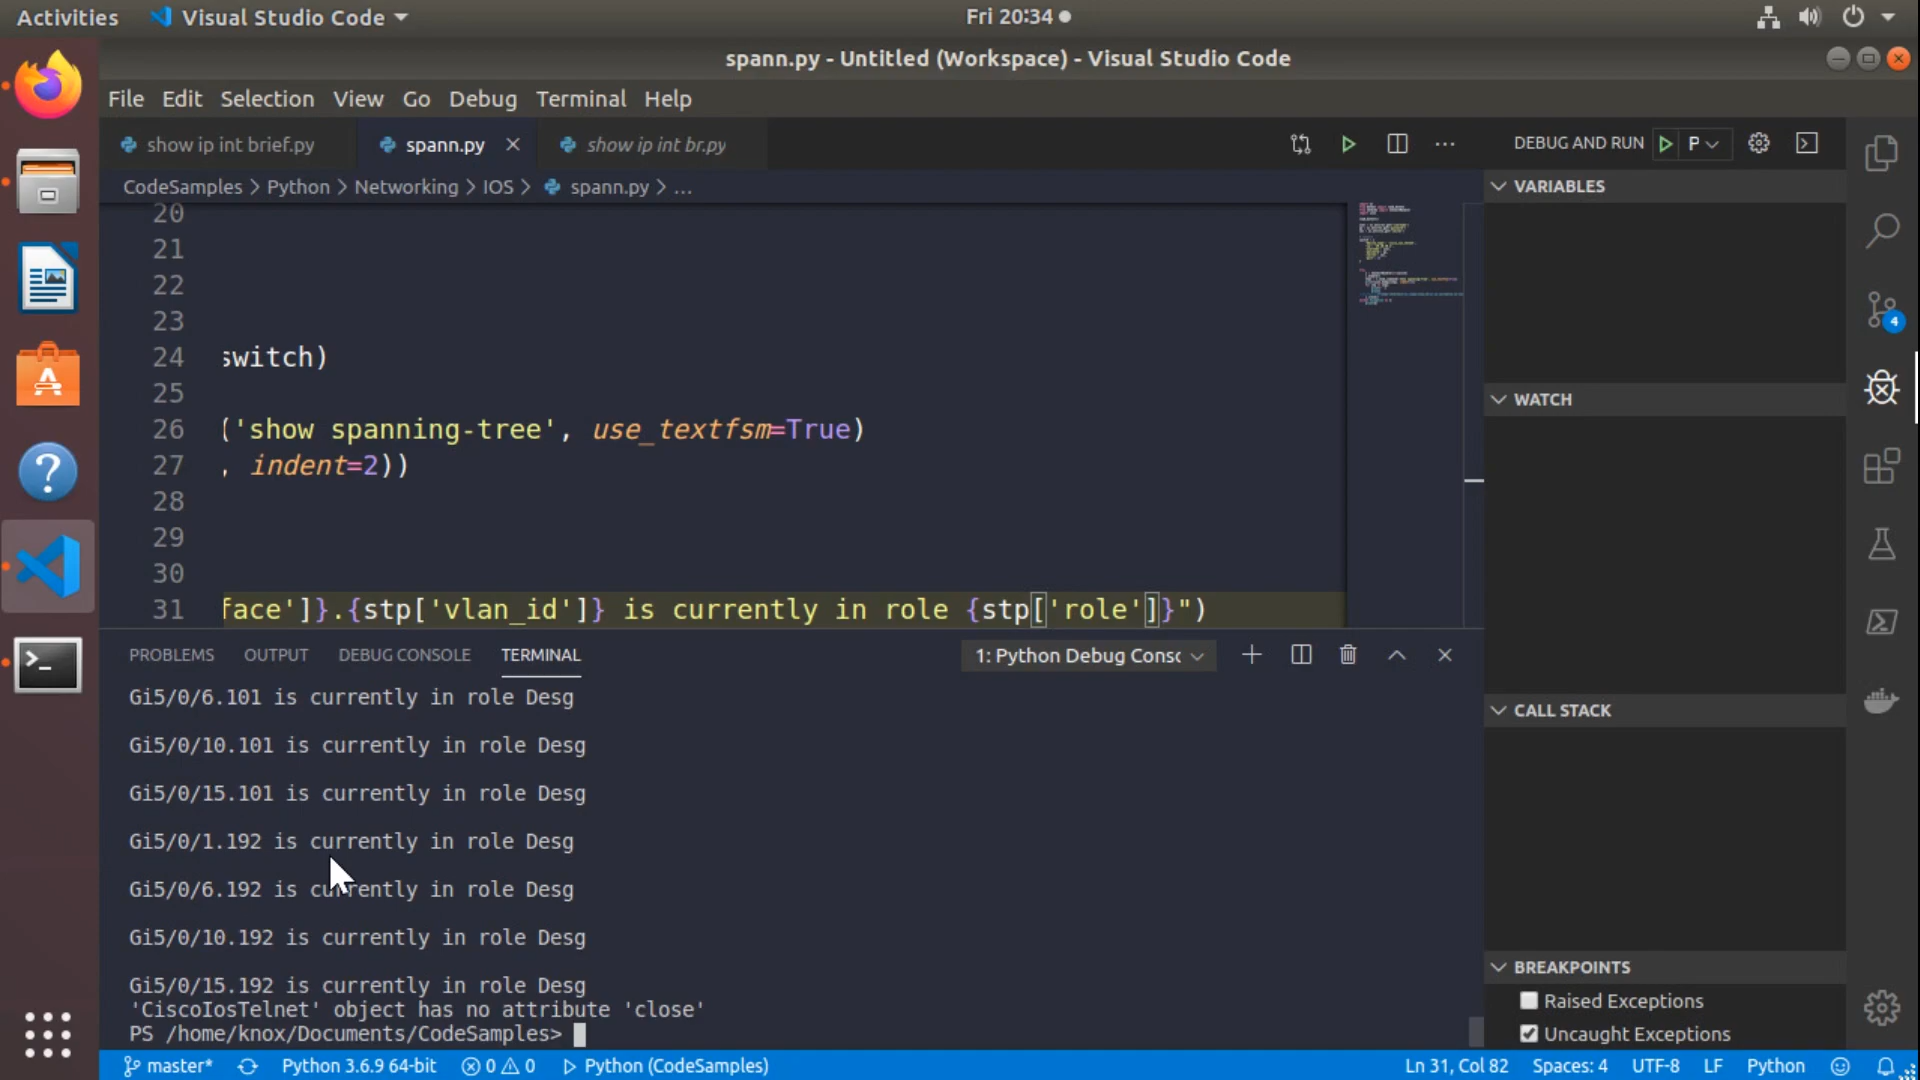 Activities Visual Studio Code Fri 20:34
spann.py - Untitled (Workspace) - Visual Studio Code
File Edit Selection View Go Debug Terminal Help
show ip int brief.py spann.py show ip int br.py DEBUG AND RUN P
CodeSamples > Python > Networking > IOS > spann.py > ...
VARIABLES
20
21
22
23
24 switch)
25
26 ('show spanning-tree', use_textfsm=True)
27 , indent=2))
28
29
30
31 face']}.{stp['vlan_id']} is currently in role {stp['role']}")
WATCH
CALL STACK
BREAKPOINTS
Raised Exceptions
Uncaught Exceptions
4
PROBLEMS OUTPUT DEBUG CONSOLE TERMINAL 1: Python Debug Consc
Gi5/0/6.101 is currently in role Desg
Gi5/0/10.101 is currently in role Desg
Gi5/0/15.101 is currently in role Desg
Gi5/0/1.192 is currently in role Desg
Gi5/0/6.192 is currently in role Desg
Gi5/0/10.192 is currently in role Desg
Gi5/0/15.192 is currently in role Desg
'CiscoIosTelnet' object has no attribute 'close'
PS /home/knox/Documents/CodeSamples>
master* Python 3.6.9 64-bit 0 0 Python (CodeSamples) Ln 31, Col 82 Spaces: 4 UTF-8 LF Python